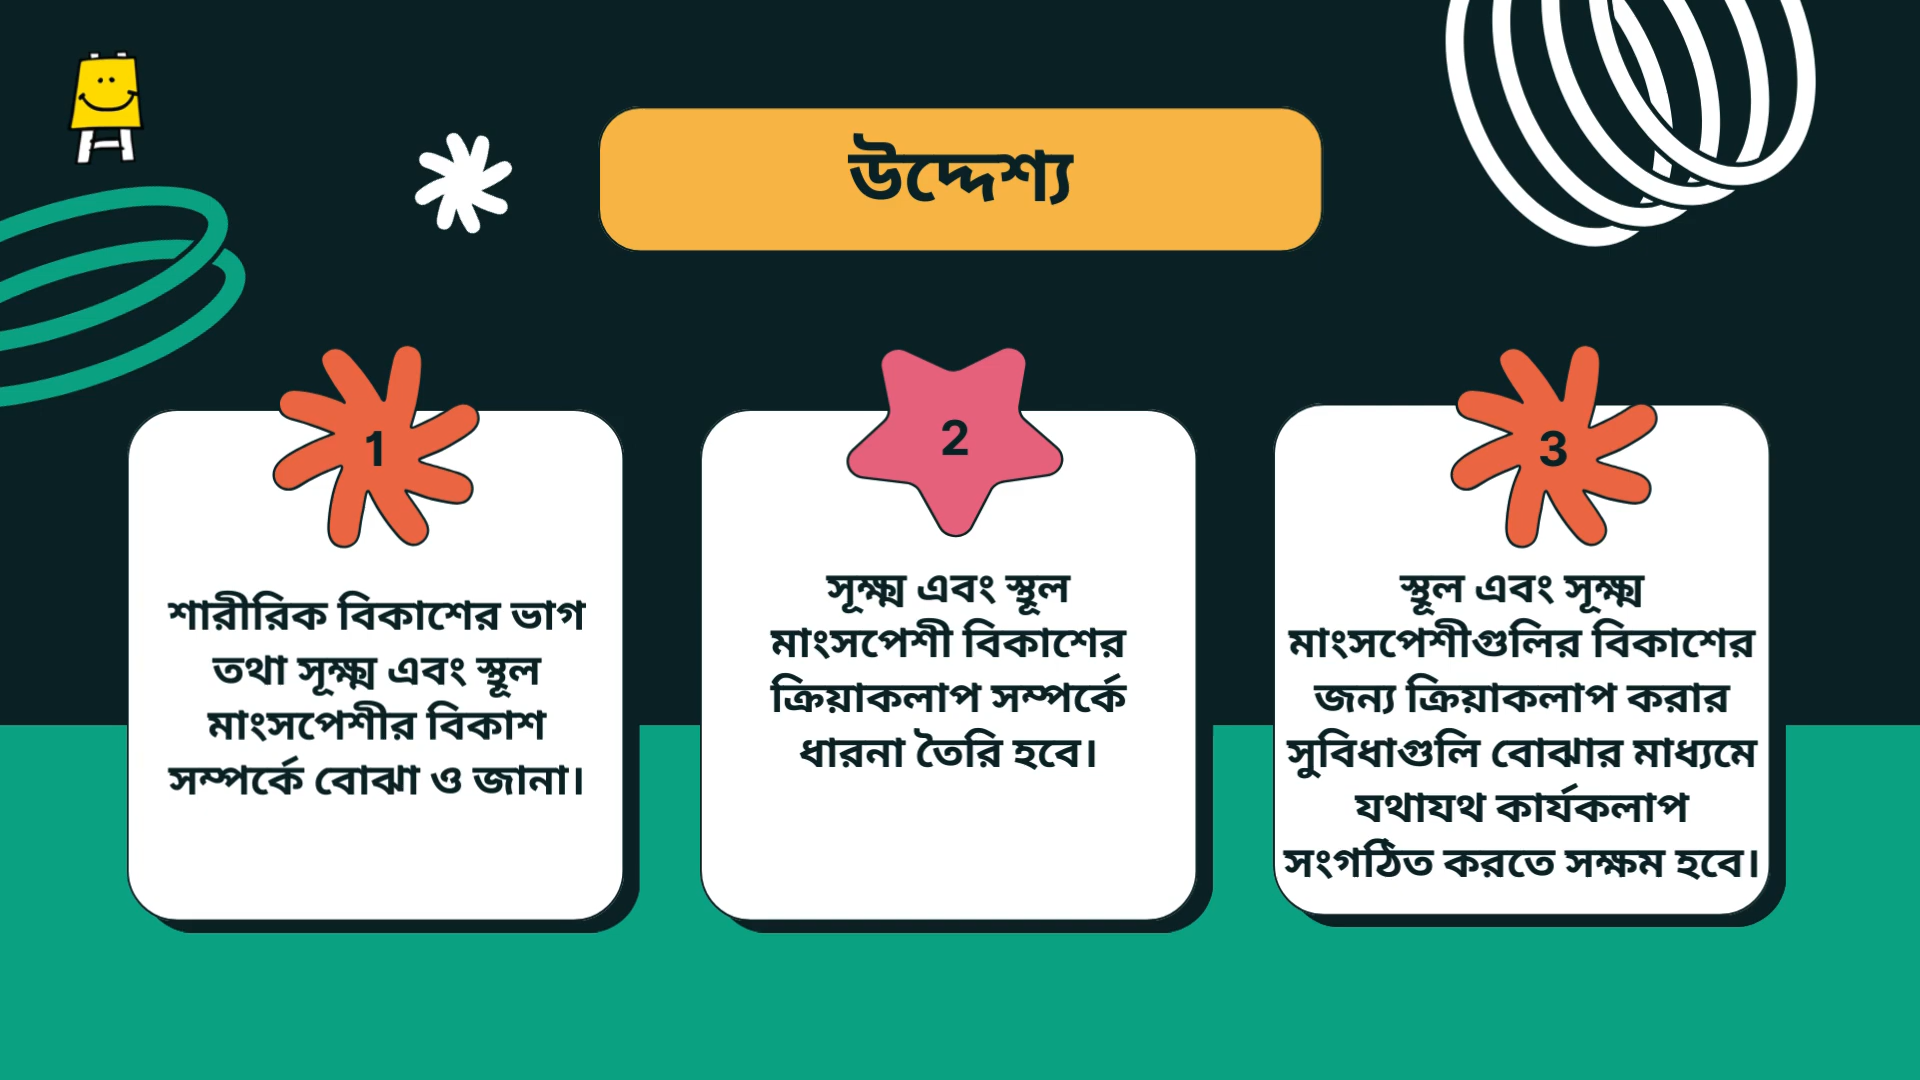 উদ্দেশ্য
1
শারীরিক বিকাশের ভাগ
তথা সূক্ষ্ম এবং স্থূল
মাংসপেশীর বিকাশ
সম্পর্কে বোঝা ও জানা।
2
সূক্ষ্ম এবং স্থূল
মাংসপেশী বিকাশের
ক্রিয়াকলাপ সম্পর্কে
ধারনা তৈরি হবে।
3
স্থূল এবং সূক্ষ্ম
মাংসপেশীগুলির বিকাশের
জন্য ক্রিয়াকলাপ করার
সুবিধাগুলি বোঝার মাধ্যমে
যথাযথ কার্যকলাপ
সংগঠিত করতে সক্ষম হবে।